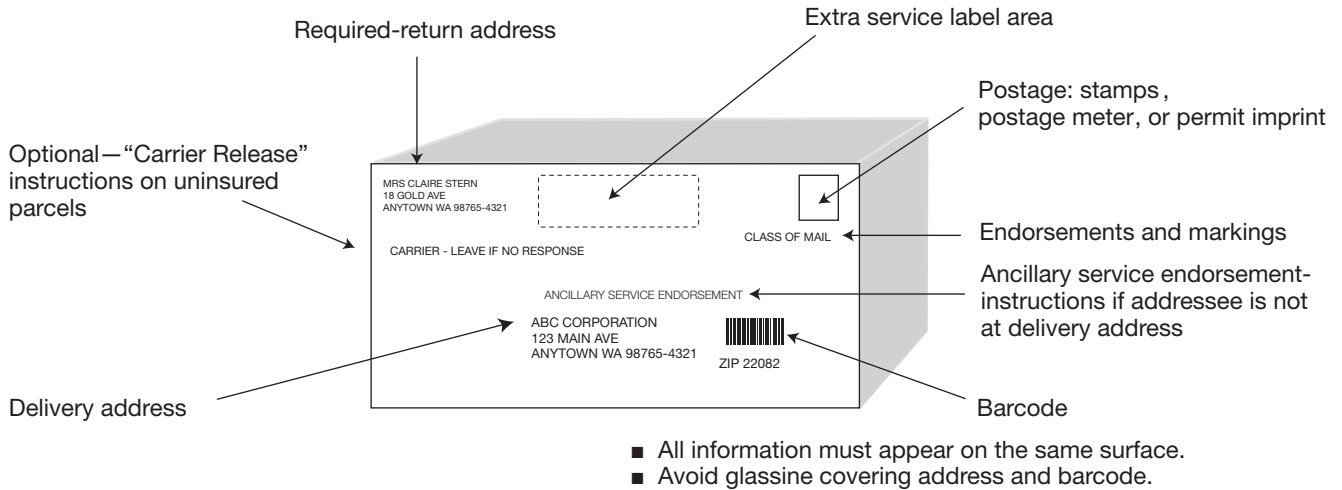 Required-return address
Extra service label area
Postage: stamps,
postage meter, or permit imprint
Optional—“Carrier Release”
instructions on uninsured
parcels
MRS CLAIRE STERN
18 GOLD AVE
ANYTOWN WA 98765-4321
CLASS OF MAIL
Endorsements and markings
CARRIER - LEAVE IF NO RESPONSE
Ancillary service endorsement-
instructions if addressee is not
at delivery address
ANCILLARY SERVICE ENDORSEMENT
ABC CORPORATION
123 MAIN AVE
ANYTOWN WA 98765-4321
ZIP 22082
Delivery address
Barcode
■ All information must appear on the same surface.
■ Avoid glassine covering address and barcode.